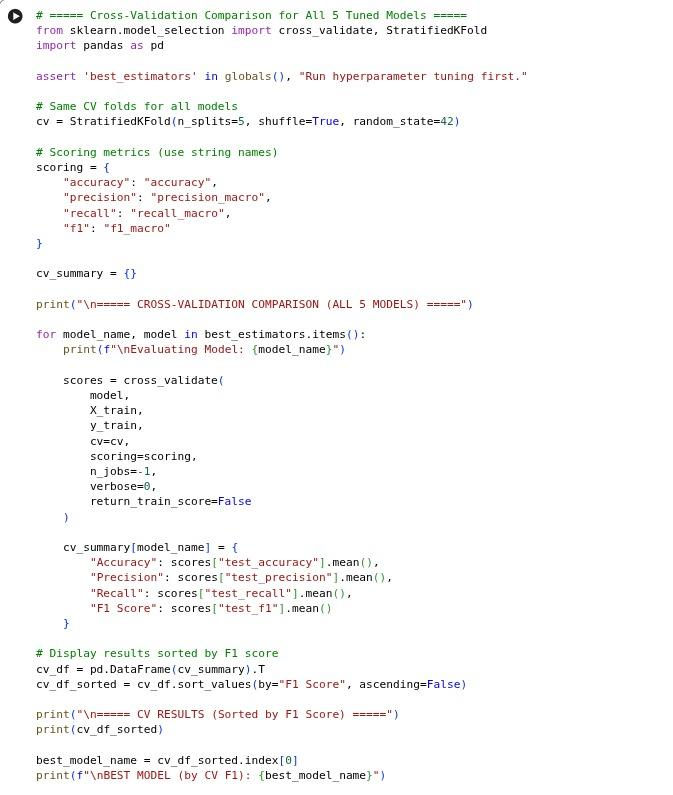 # ===== Cross-Validation Comparison for All 5 Tuned Models =====
from sklearn.model_selection import cross_validate, StratifiedKFold
import pandas as pd

assert 'best_estimators' in globals(), "Run hyperparameter tuning first."

# Same CV folds for all models
cv = StratifiedKFold(n_splits=5, shuffle=True, random_state=42)

# Scoring metrics (use string names)
scoring = {
    "accuracy": "accuracy",
    "precision": "precision_macro",
    "recall": "recall_macro",
    "f1": "f1_macro"
}

cv_summary = {}

print("\n===== CROSS-VALIDATION COMPARISON (ALL 5 MODELS) =====")

for model_name, model in best_estimators.items():
    print(f"\nEvaluating Model: {model_name}")

    scores = cross_validate(
        model,
        X_train,
        y_train,
        cv=cv,
        scoring=scoring,
        n_jobs=-1,
        verbose=0,
        return_train_score=False
    )

    cv_summary[model_name] = {
        "Accuracy": scores["test_accuracy"].mean(),
        "Precision": scores["test_precision"].mean(),
        "Recall": scores["test_recall"].mean(),
        "F1 Score": scores["test_f1"].mean()
    }

# Display results sorted by F1 score
cv_df = pd.DataFrame(cv_summary).T
cv_df_sorted = cv_df.sort_values(by="F1 Score", ascending=False)

print("\n===== CV RESULTS (Sorted by F1 Score) =====")
print(cv_df_sorted)

best_model_name = cv_df_sorted.index[0]
print(f"\nBEST MODEL (by CV F1): {best_model_name}")